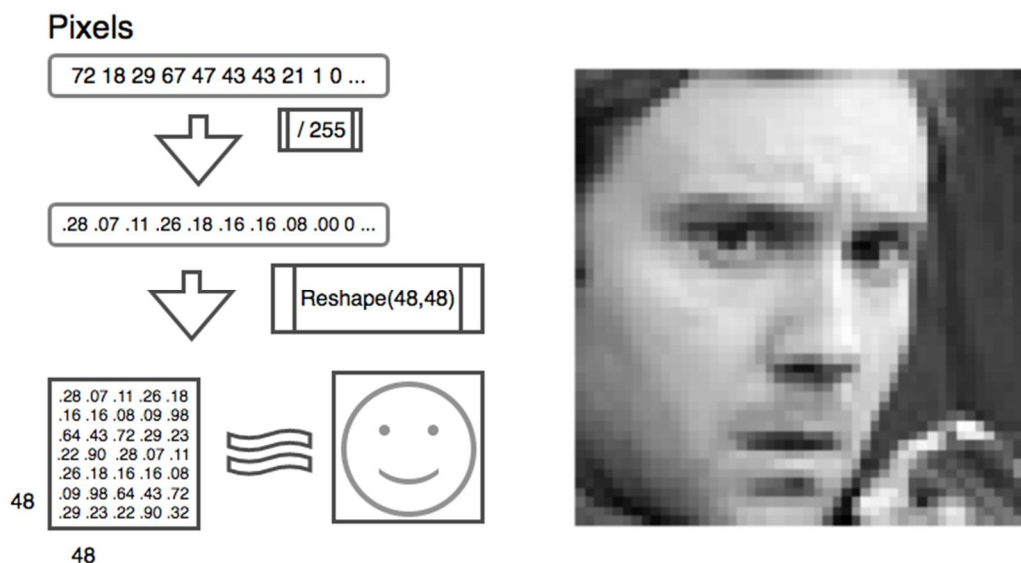 Pixels
72 18 29 67 47 43 43 21 1 0 ...
/ 255
.28 .07 .11 .26 .18 .16 .16 .08 .00 0 ...
Reshape(48,48)
.28 .07 .11 .26 .18
.16 .16 .08 .09 .98
.64 .43 .72 .29 .23
.22 .90 .28 .07 .11
.26 .18 .16 .16 .08
.09 .98 .64 .43 .72
.29 .23 .22 .90 .32
48
48